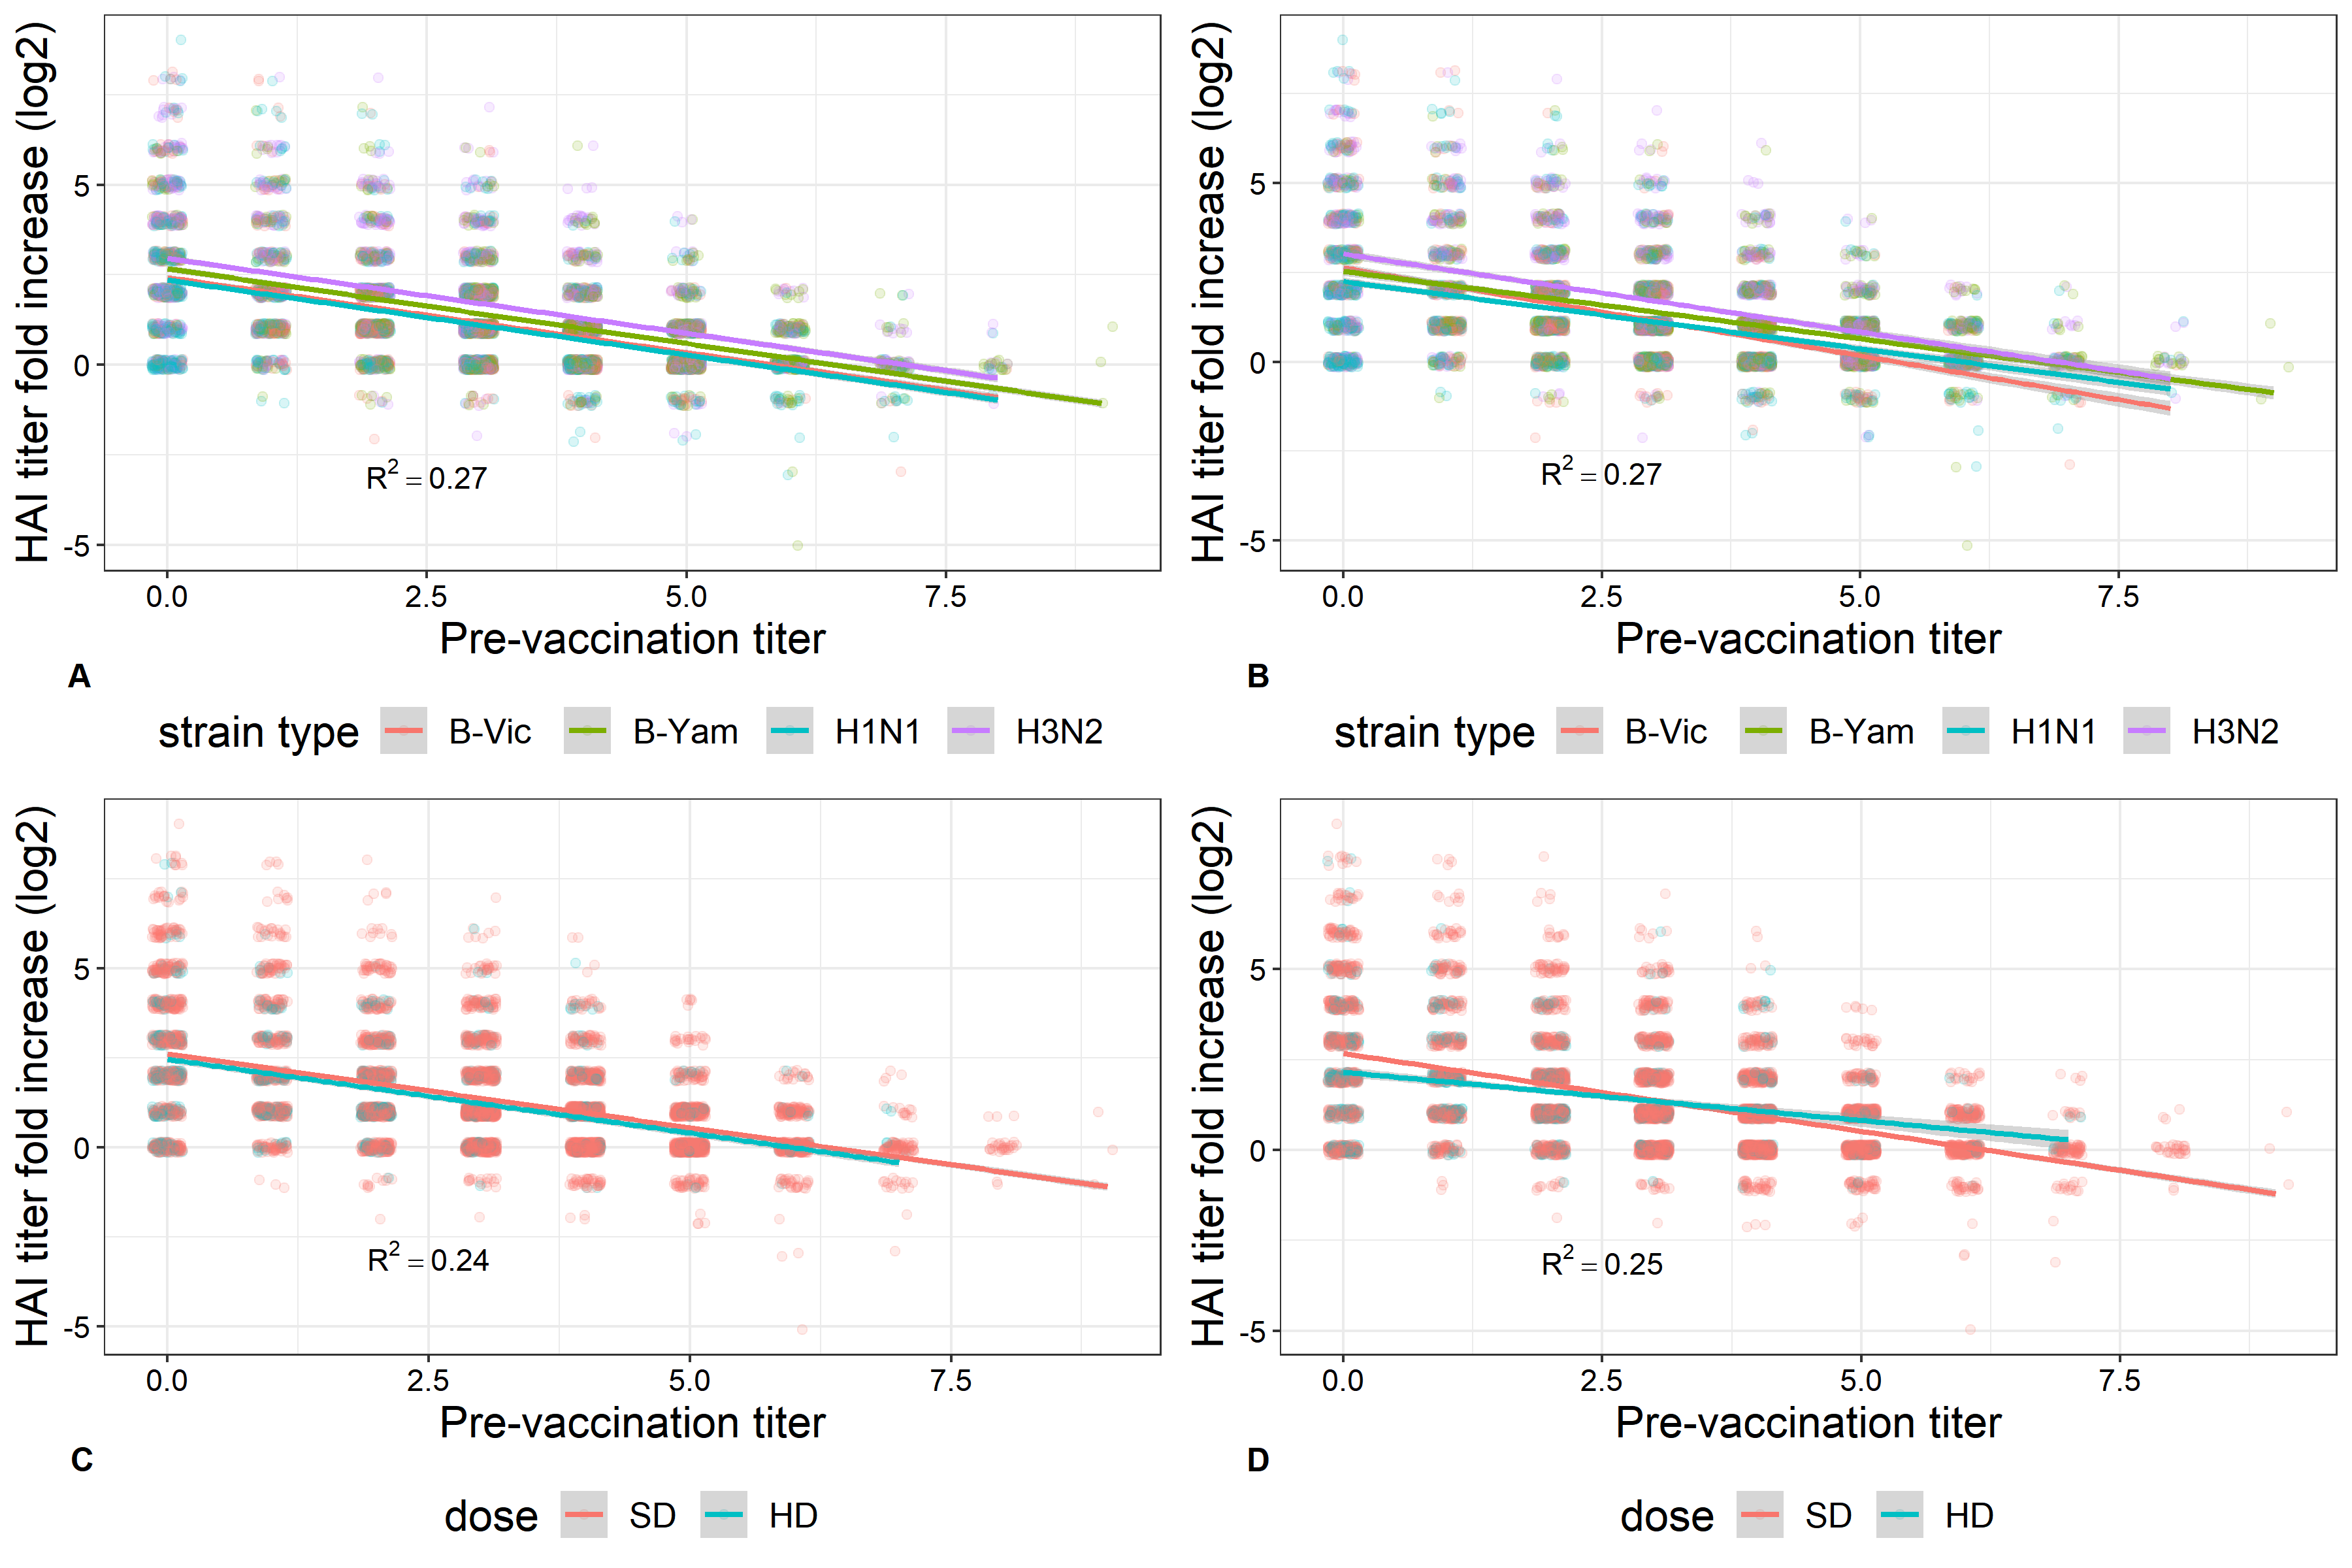 HAI titer fold increase (log2)
5
0
-5
R2 = 0.27
0.0 2.5 5.0 7.5
Pre-vaccination titer
A
strain type B-Vic B-Yam H1N1 H3N2
HAI titer fold increase (log2)
5
0
-5
R2 = 0.27
0.0 2.5 5.0 7.5
Pre-vaccination titer
B
strain type B-Vic B-Yam H1N1 H3N2
HAI titer fold increase (log2)
5
0
-5
R2 = 0.24
0.0 2.5 5.0 7.5
Pre-vaccination titer
C
dose SD HD
HAI titer fold increase (log2)
5
0
-5
R2 = 0.25
0.0 2.5 5.0 7.5
Pre-vaccination titer
D
dose SD HD